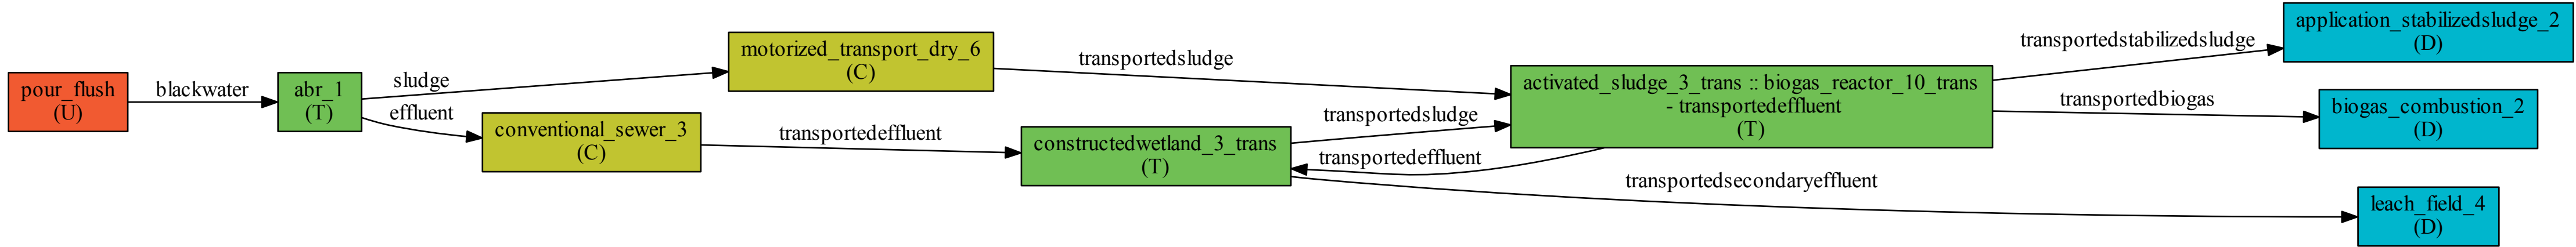 pour_flush
(U)
blackwater
abr_1
(T)
sludge
effluent
motorized_transport_dry_6
(C)
conventional_sewer_3
(C)
transportedsludge
transportedeffluent
constructedwetland_3_trans
(T)
transportedsludge
transportedeffluent
activated_sludge_3_trans :: biogas_reactor_10_trans
- transportedeffluent
(T)
transportedstabilizedsludge
transportedbiogas
transportedsecondaryeffluent
application_stabilizedsludge_2
(D)
biogas_combustion_2
(D)
leach_field_4
(D)